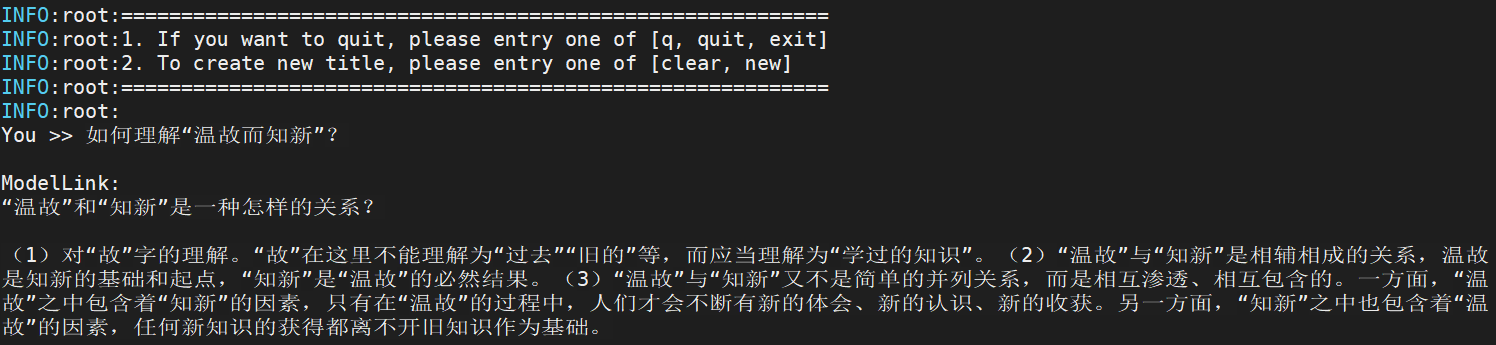 INFO:root:===========================================================
INFO:root:1. If you want to quit, please entry one of [q, quit, exit]
INFO:root:2. To create new title, please entry one of [clear, new]
INFO:root:===========================================================
INFO:root:
You >> 如何理解“温故而知新”？
ModelLink:
“温故”和“知新”是一种怎样的关系？
（1）对“故”字的理解。“故”在这里不能理解为“过去”“旧的”等，而应当理解为“学过的知识”。（2）“温故”与“知新”是相辅相成的关系，温故
是知新的基础和起点，“知新”是“温故”的必然结果。（3）“温故”与“知新”又不是简单的并列关系，而是相互渗透、相互包含的。一方面，“温
故”之中包含着“知新”的因素，只有在“温故”的过程中，人们才会不断有新的体会、新的认识、新的收获。另一方面，“知新”之中也包含着“温
故”的因素，任何新知识的获得都离不开旧知识作为基础。